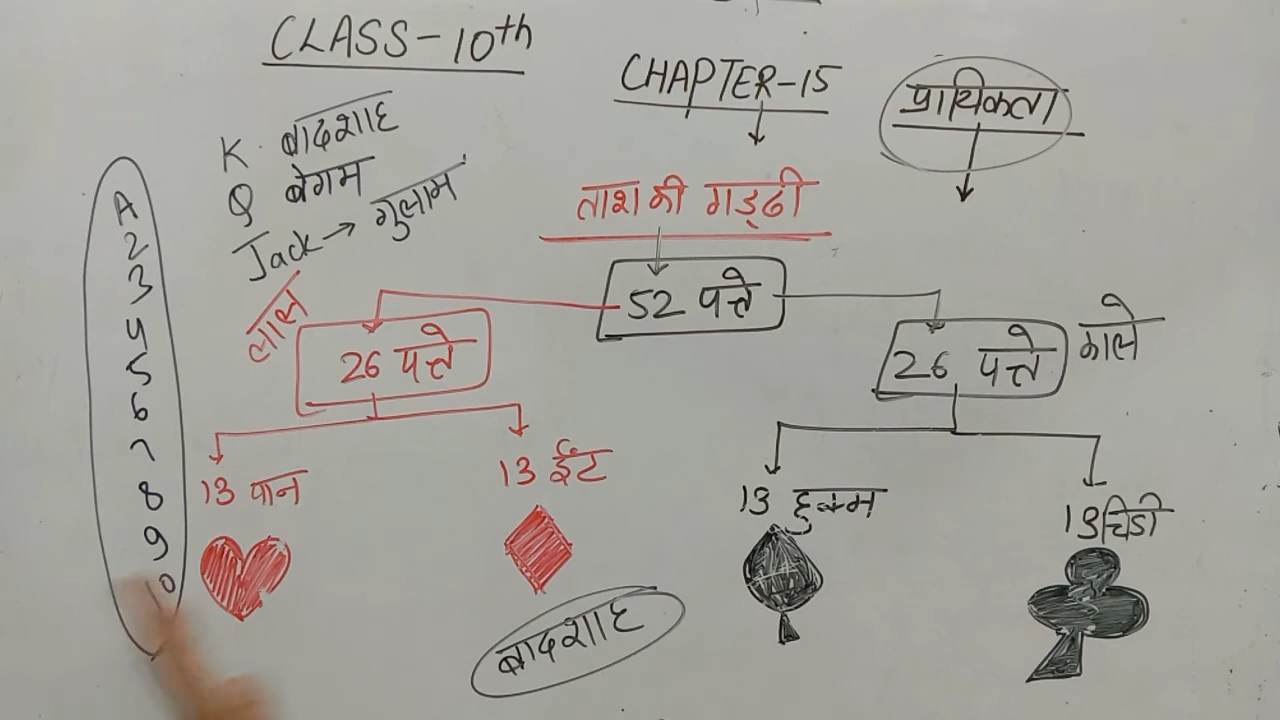 CLASS-10th
CHAPTER-15
प्रायिकता
K बादशाह
Q बेगम
Jack → गुलाम
ताश की गड्ढी
52 पत्ते
लाल
26 पत्ते
26 पत्ते
काले
13 पान
13 ईंट
13 हुक्म
13 चिडी
A
2
3
4
5
6
7
8
9
10
बादशाह